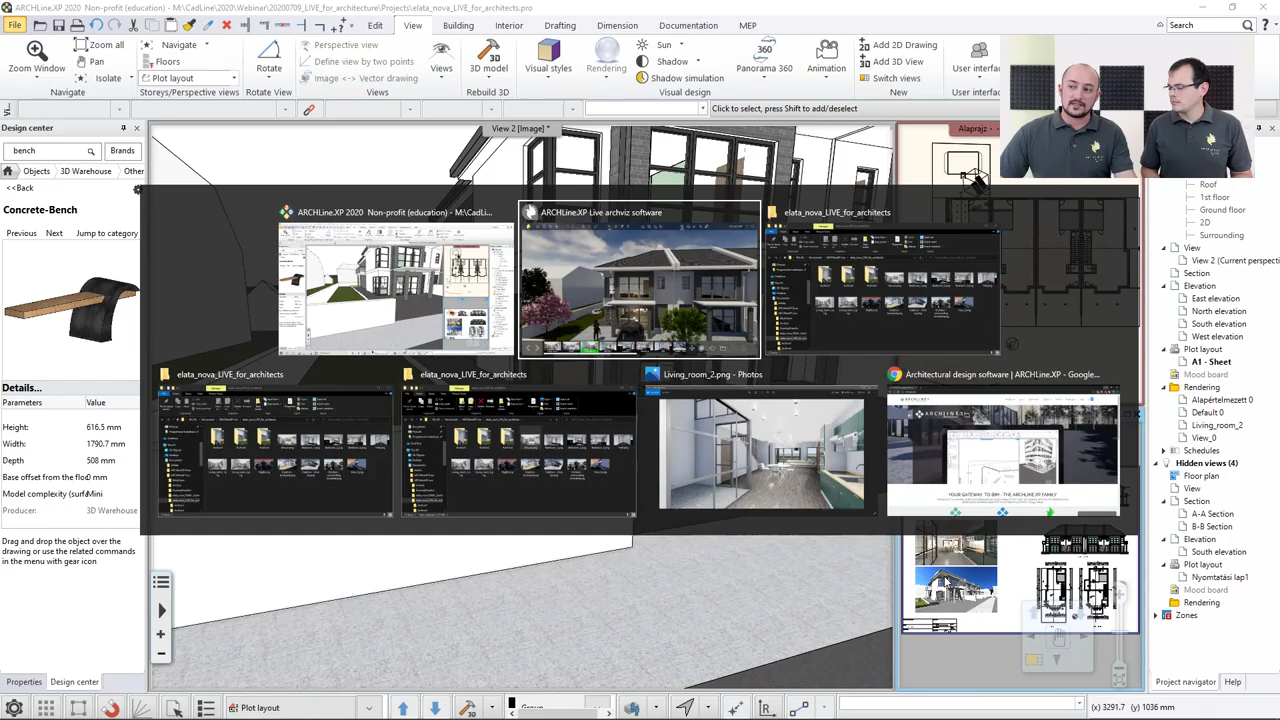 ARCHLine.XP 2020 Non-profit (education) - M:\CadLine\2020\Webinar\20200709_LIVE_for_architecture\Projects\elata_nova_LIVE_for_architects.pro
File
Edit
View
Building
Interior
Drafting
Dimension
Documentation
MEP
Search
Zoom Window
Zoom all
Pan
Isolate
Navigate
Navigate
Floors
Plot layout
Storeys/Perspective views
Rotate
Rotate View
Perspective view
Define view by two points
Image <-> Vector drawing
Views
Views
3D model
Rebuild 3D
Visual styles
Rendering
Sun
Shadow
Shadow simulation
Visual design
Panorama 360
Animation
Add 2D Drawing
Add 3D View
Switch views
New
User interface
Click to select, press Shift to add/deselect
Design center
View 2 [Image] *
Alaprajz
bench
Brands
Objects
3D Warehouse
Other
<<Back
Concrete-Bench
Previous
Next
Jump to category
Details...
Parameters
Value
Height:
616.5 mm
Width:
1790.7 mm
Depth:
508 mm
Base offset from the floor
0 mm
Model complexity (surf
Mini
Producer:
3D Warehouse
Drag and drop the object over the
drawing or use the related commands
in the menu with gear icon
ARCHLine.XP 2020 Non-profit (education) - M:\CadLi...
ARCHLine.XP Live archviz software
elata_nova_LIVE_for_architects
elata_nova_LIVE_for_architects
elata_nova_LIVE_for_architects
Living_room_2.png - Photos
Architectural design software | ARCHLine.XP - Google...
YOUR GATEWAY TO BIM - THE ARCHLINE.XP FAMILY
Roof
1st floor
Ground floor
2D
Surrounding
View
View 2 (Current perspecti
Section
Elevation
East elevation
North elevation
West elevation
Plot layout
A1 - Sheet
Mood board
Rendering
Alapértelmezett 0
Default 0
Living_room_2
View_0
Schedules
Hidden views (4)
Floor plan
View
Section
A-A Section
B-B Section
Elevation
South elevation
Plot layout
Nyomtatási lap1
Mood board
Rendering
Zones
Properties
Design center
Project navigator
Help
Plot layout
Group
(x) 3291.7
(y) 1036 mm